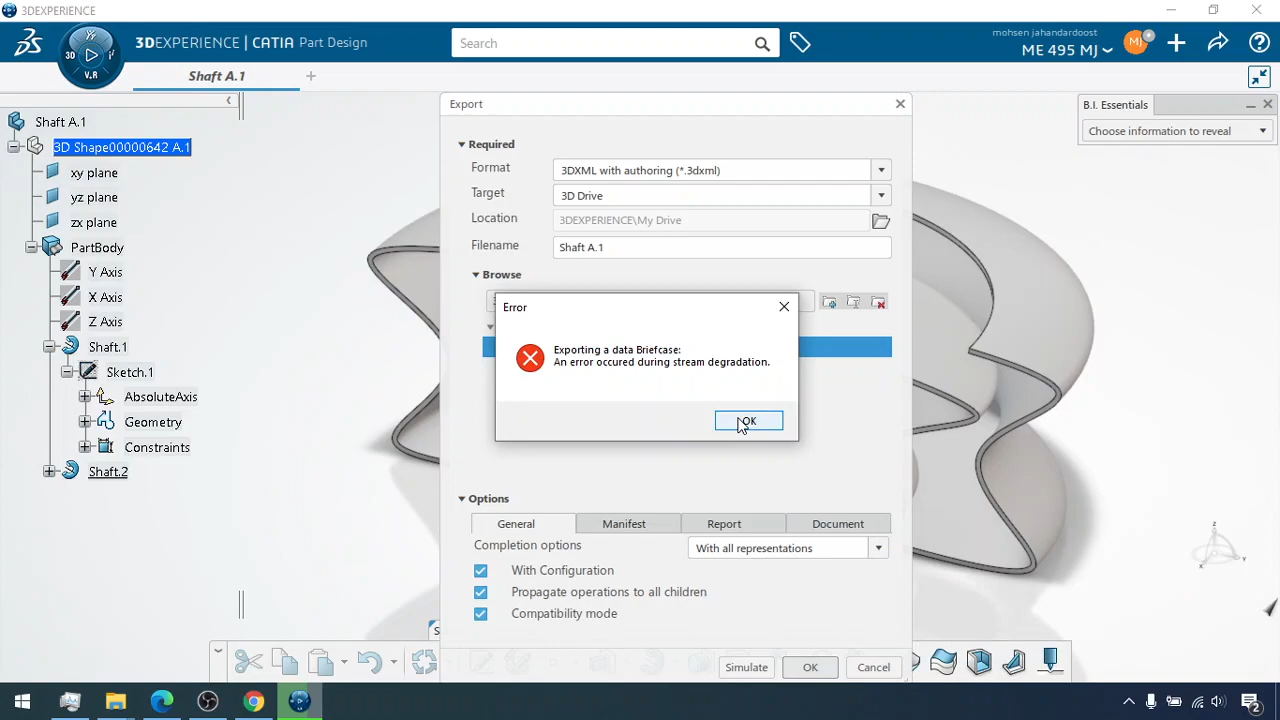 3DEXPERIENCE
3DEXPERIENCE | CATIA Part Design
Search
mohsen jahandardoost
ME 495 MJ
MJ
3D
V.R
Shaft A.1
Export
B.I. Essentials
Choose information to reveal
Shaft A.1
3D Shape00000642 A.1
xy plane
yz plane
zx plane
PartBody
Y Axis
X Axis
Z Axis
Shaft.1
Sketch.1
AbsoluteAxis
Geometry
Constraints
Shaft.2
Required
Format
3DXML with authoring (*.3dxml)
Target
3D Drive
Location
3DEXPERIENCE\My Drive
Filename
Shaft A.1
Browse
Error
Exporting a data Briefcase:
An error occured during stream degradation.
OK
Options
General
Manifest
Report
Document
Completion options
With all representations
With Configuration
Propagate operations to all children
Compatibility mode
Simulate
OK
Cancel
z
x
y
2